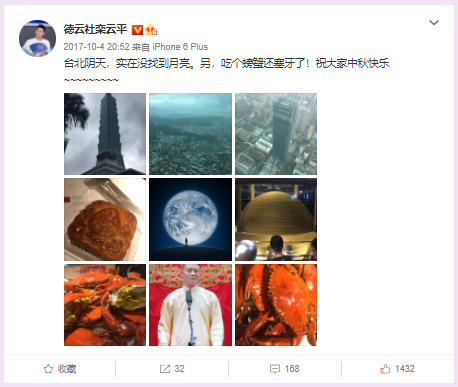 德云社栾云平
2017-10-4 20:52 来自 iPhone 6 Plus
台北阴天，实在没找到月亮。另，吃个螃蟹还塞牙了！祝大家中秋快乐
~~~~~~~~~
收藏 32 168 1432